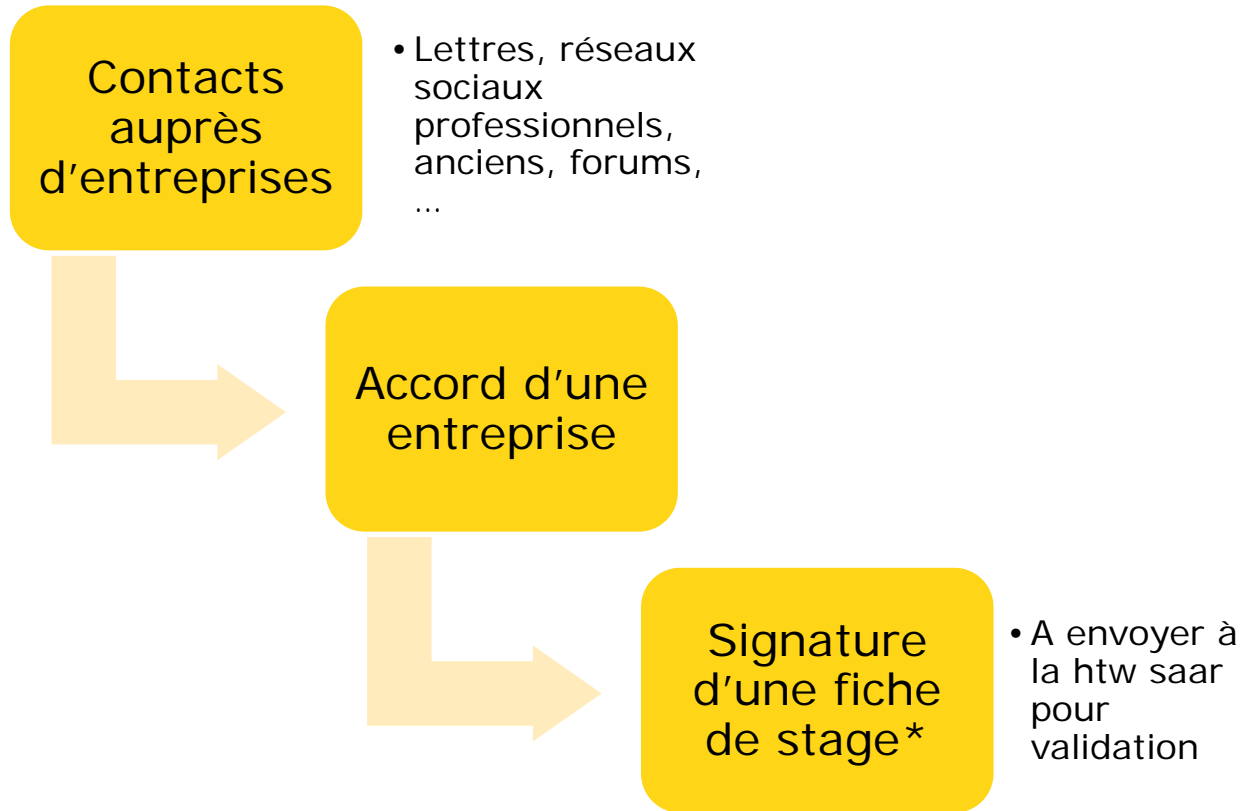 Contacts
auprès
d'entreprises
• Lettres, réseaux
sociaux
professionnels,
anciens, forums,
...
Accord d'une
entreprise
Signature
d'une fiche
de stage*
• A envoyer à
la htw saar
pour
validation